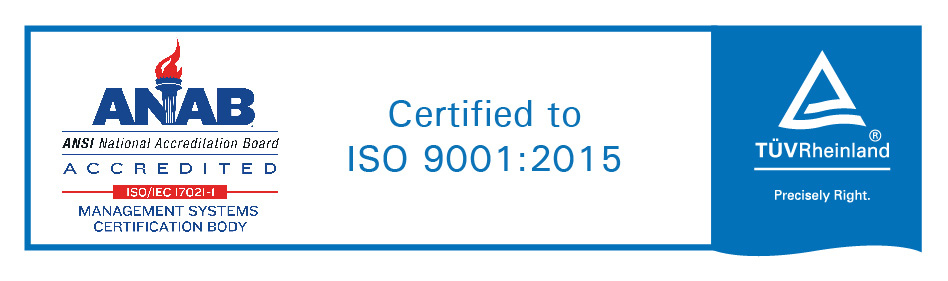 ANAB
ANSI National Accreditation Board
ACCREDITED
ISO/IEC 17021-1
MANAGEMENT SYSTEMS
CERTIFICATION BODY
Certified to
ISO 9001:2015
®
TÜVRheinland
Precisely Right.